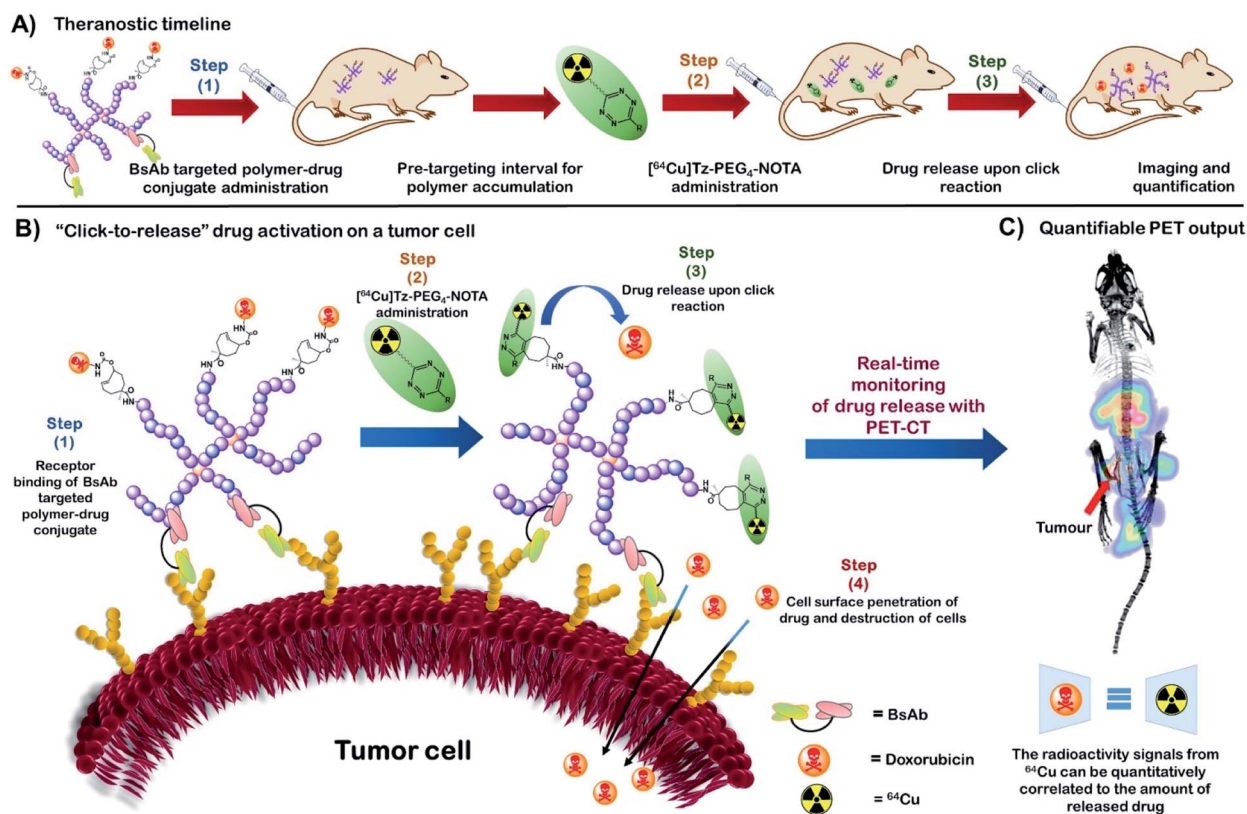 A) Theranostic timeline
Step
(1)
Step
(2)
Step
(3)
BsAb targeted polymer-drug
conjugate administration
Pre-targeting interval for
polymer accumulation
[⁶⁴Cu]Tz-PEG₄-NOTA
administration
Drug release upon click
reaction
Imaging and
quantification
B) “Click-to-release” drug activation on a tumor cell
Step
(1)
Receptor
binding of BsAb
targeted
polymer-drug
conjugate
Step
(2)
[⁶⁴Cu]Tz-PEG₄-NOTA
administration
Step
(3)
Drug release upon click
reaction
Real-time
monitoring
of drug release with
PET-CT
Step
(4)
Cell surface penetration of
drug and destruction of cells
Tumor cell
= BsAb
= Doxorubicin
= ⁶⁴Cu
C) Quantifiable PET output
Tumour
The radioactivity signals from
⁶⁴Cu can be quantitatively
correlated to the amount of
released drug